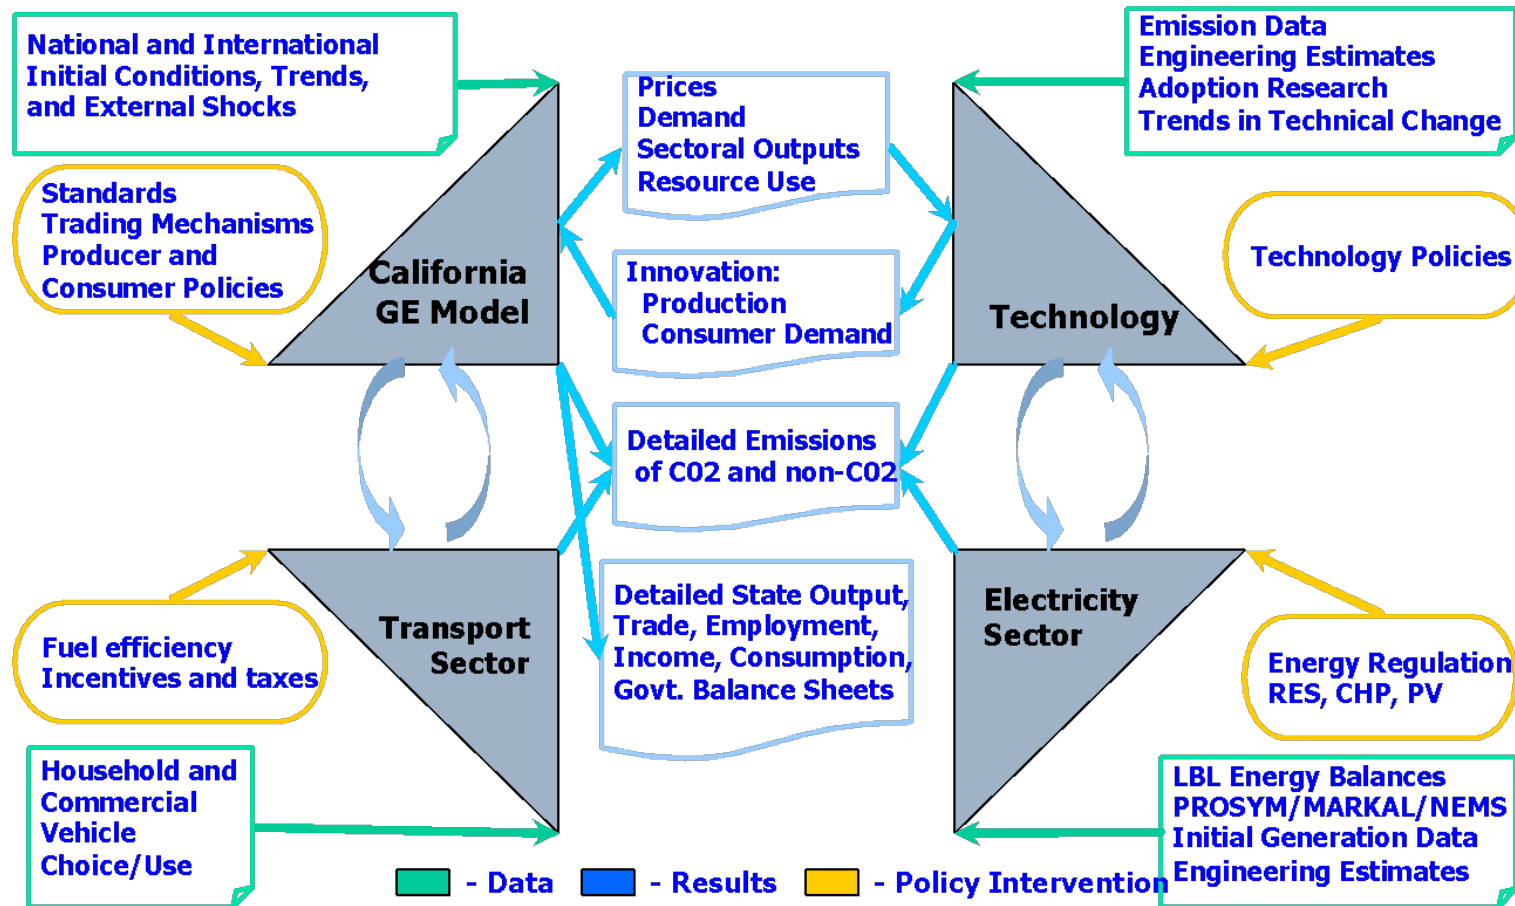 National and International
Initial Conditions, Trends,
and External Shocks
Emission Data
Engineering Estimates
Adoption Research
Trends in Technical Change
Prices
Demand
Sectoral Outputs
Resource Use
Standards
Trading Mechanisms
Producer and
Consumer Policies
California
GE Model
Innovation:
Production
Consumer Demand
Technology
Technology Policies
Detailed Emissions
of C02 and non-C02
Fuel efficiency
Incentives and taxes
Transport
Sector
Detailed State Output,
Trade, Employment,
Income, Consumption,
Govt. Balance Sheets
Electricity
Sector
Energy Regulation
RES, CHP, PV
Household and
Commercial
Vehicle
Choice/Use
LBL Energy Balances
PROSYM/MARKAL/NEMS
Initial Generation Data
Engineering Estimates
- Data - Results - Policy Intervention